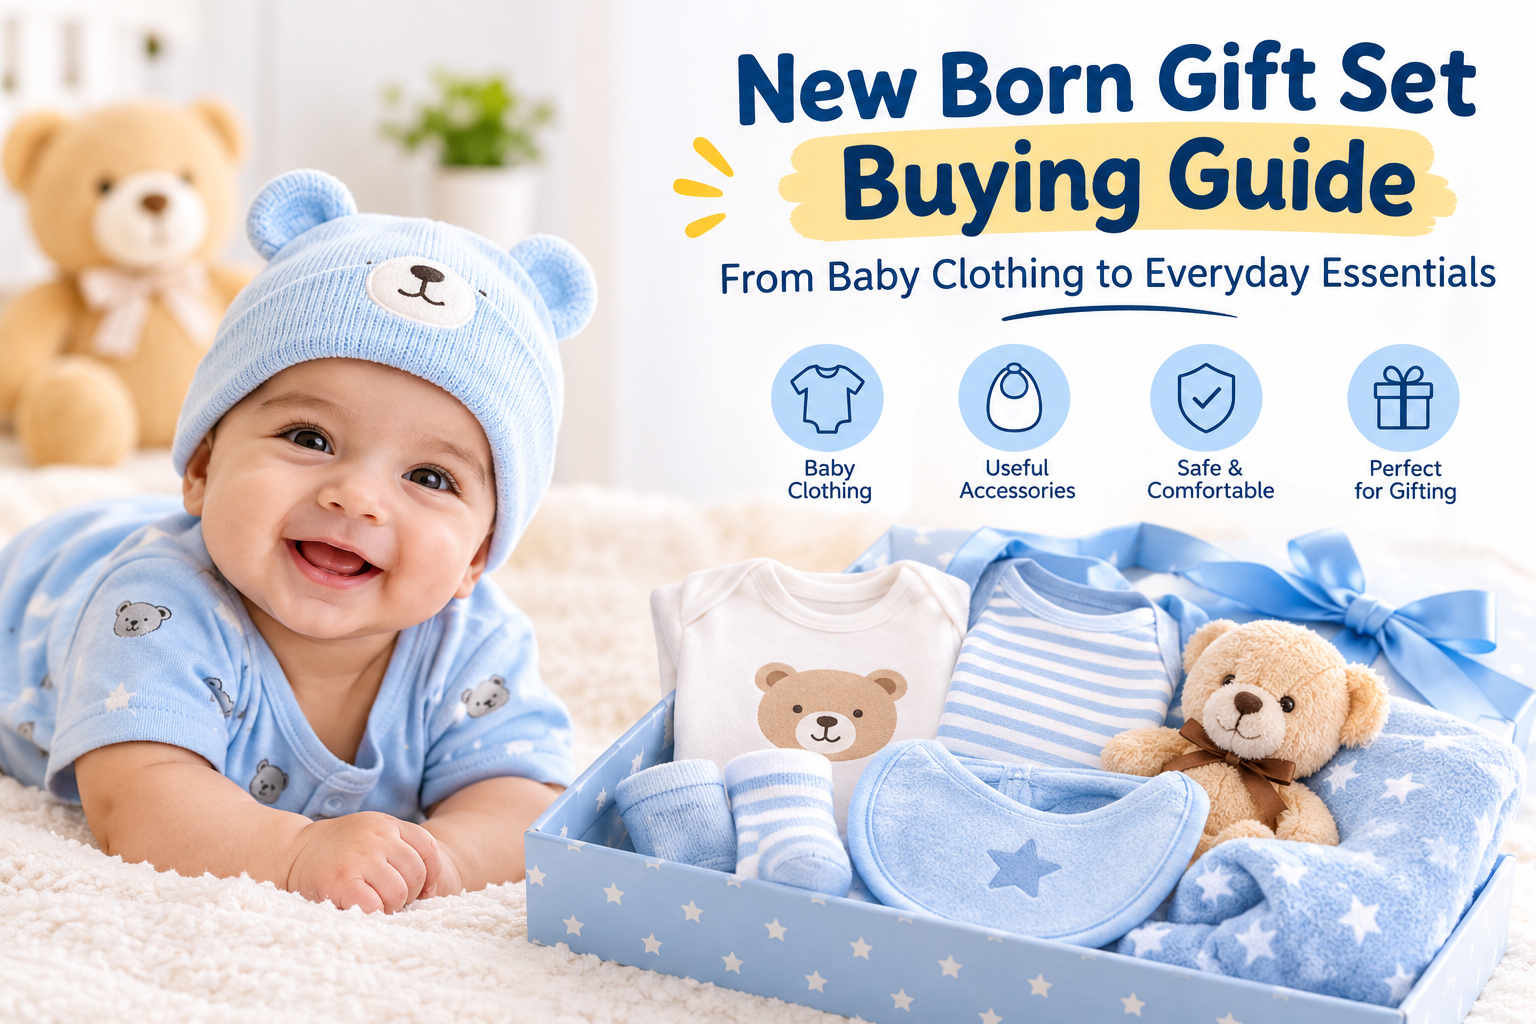 New Born Gift Set
Buying Guide
From Baby Clothing to Everyday Essentials
Baby
Clothing
Useful
Accessories
Safe &
Comfortable
Perfect
for Gifting